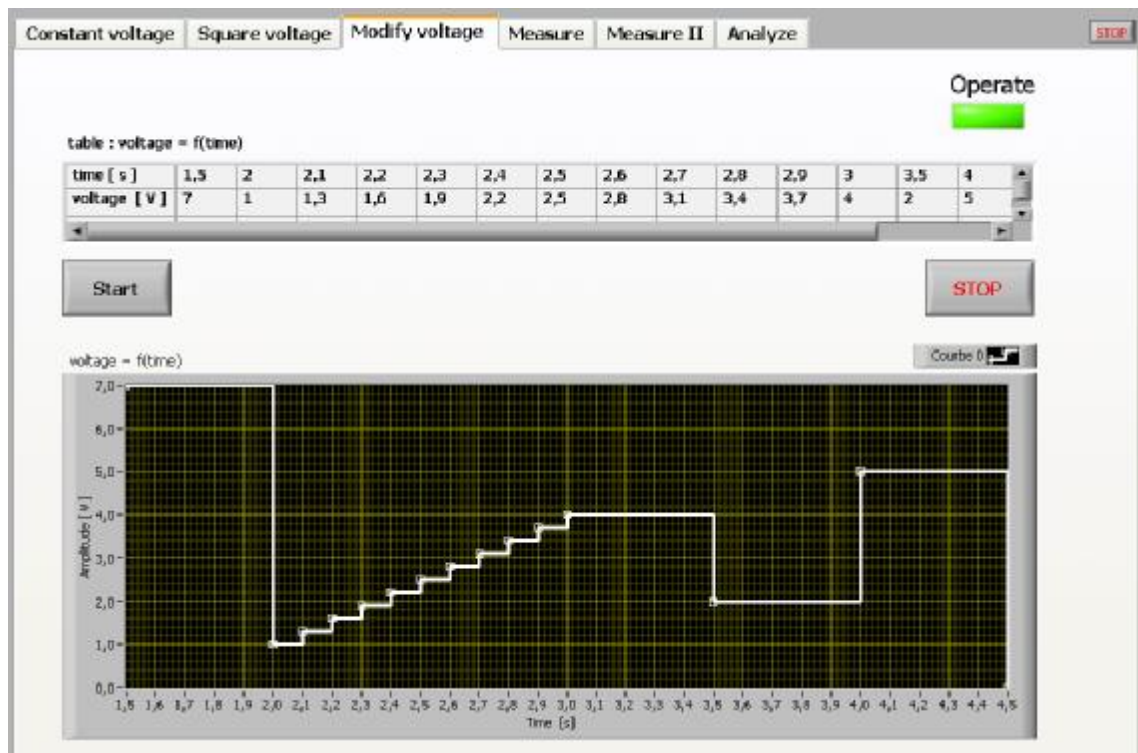 Constant voltage Square voltage Modify voltage Measure Measure II Analyze STOP
Operate
table : voltage = f(time)
time [ s ] 1,5 2 2,1 2,2 2,3 2,4 2,5 2,6 2,7 2,8 2,9 3 3,5 4
voltage [ V ] 7 1 1,3 1,6 1,9 2,2 2,5 2,8 3,1 3,4 3,7 4 2 5
Start STOP
voltage = f(time) Courbe 0
7,0
6,0
5,0
4,0
3,0
2,0
1,0
0,0
Amplitude [ V ]
1,5 1,6 1,7 1,8 1,9 2,0 2,1 2,2 2,3 2,4 2,5 2,6 2,7 2,8 2,9 3,0 3,1 3,2 3,3 3,4 3,5 3,6 3,7 3,8 3,9 4,0 4,1 4,2 4,3 4,4 4,5
Time [s]